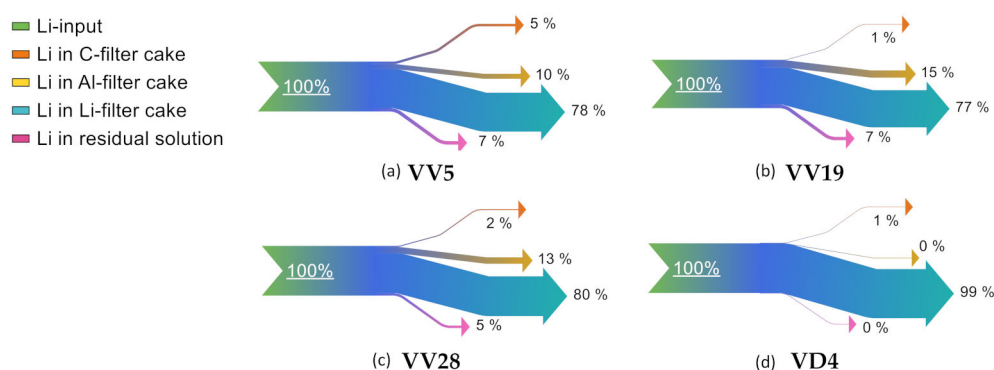 Li-input
Li in C-filter cake
Li in Al-filter cake
Li in Li-filter cake
Li in residual solution
100%
5 %
10 %
78 %
7 %
(a) VV5
100%
1 %
15 %
77 %
7 %
(b) VV19
100%
2 %
13 %
80 %
5 %
(c) VV28
100%
1 %
0 %
99 %
0 %
(d) VD4